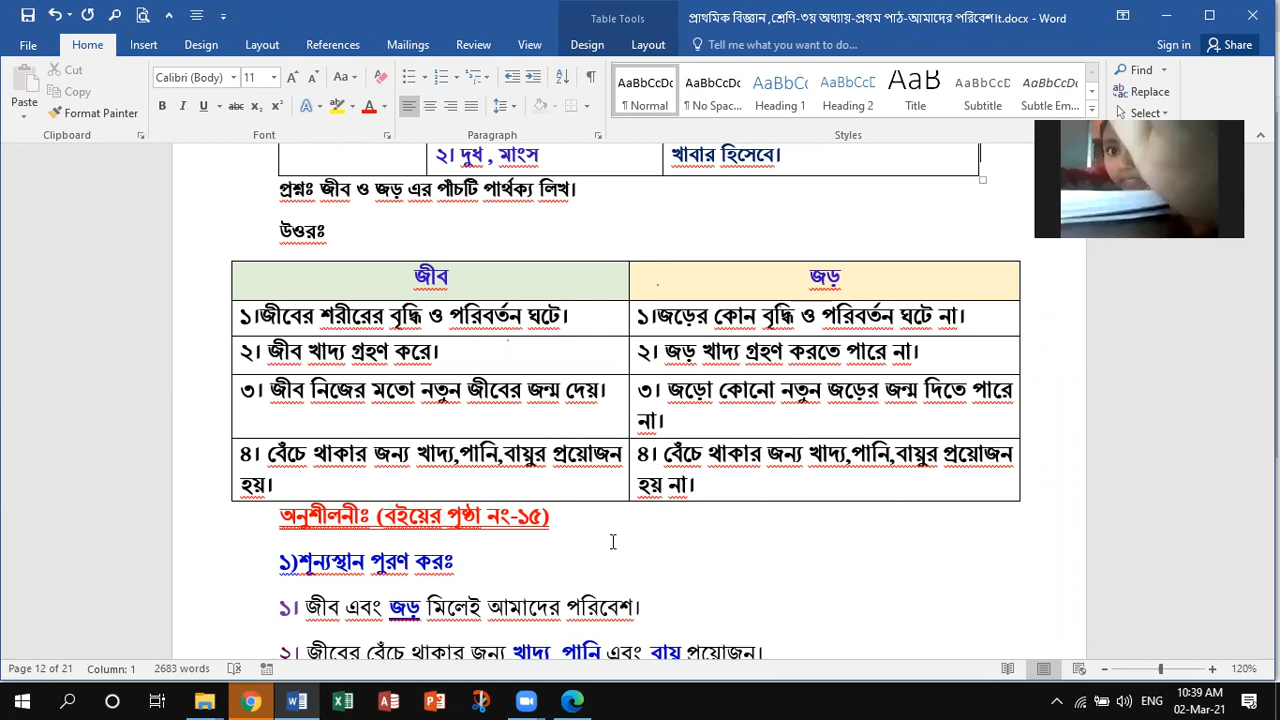 Table Tools
প্রাথমিক বিজ্ঞান ,শ্রেণি-৩য় অধ্যায়-প্রথম পাঠ-আমাদের পরিবেশlt.docx - Word
File Home Insert Design Layout References Mailings Review View Design Layout Tell me what you want to do... Sign in Share
Paste
Cut
Copy
Format Painter
Calibri (Body) 11
AaBbCcDc AaBbCcDc AaBbCc AaBbCcC AaB AaBbCcC AaBbCcDc
¶ Normal ¶ No Spac... Heading 1 Heading 2 Title Subtitle Subtle Em...
Find
Replace
Select
Clipboard Font Paragraph Styles Editing
২। দুধ , মাংস
খাবার হিসেবে।
প্রশ্নঃ জীব ও জড় এর পাঁচটি পার্থক্য লিখ।
উওরঃ
জীব জড়
১।জীবের শরীরের বৃদ্ধি ও পরিবর্তন ঘটে।
১।জড়ের কোন বৃদ্ধি ও পরিবর্তন ঘটে না।
২। জীব খাদ্য গ্রহণ করে।
২। জড় খাদ্য গ্রহণ করতে পারে না।
৩। জীব নিজের মতো নতুন জীবের জন্ম দেয়।
৩। জড়ো কোনো নতুন জড়ের জন্ম দিতে পারে
না।
৪। বেঁচে থাকার জন্য খাদ্য,পানি,বায়ুর প্রয়োজন
হয়।
৪। বেঁচে থাকার জন্য খাদ্য,পানি,বায়ুর প্রয়োজন
হয় না।
অনুশীলনীঃ (বইয়ের পৃষ্ঠা নং-১৫)
১)শূন্যস্থান পুরণ করঃ
১। জীব এবং জড় মিলেই আমাদের পরিবেশ।
২। জীবের বেঁচে থাকার জন্য খাদ্য, পানি এবং বায়ু প্রয়োজন।
Page 12 of 21 Column: 1 2683 words 120%
ENG
10:39 AM
02-Mar-21